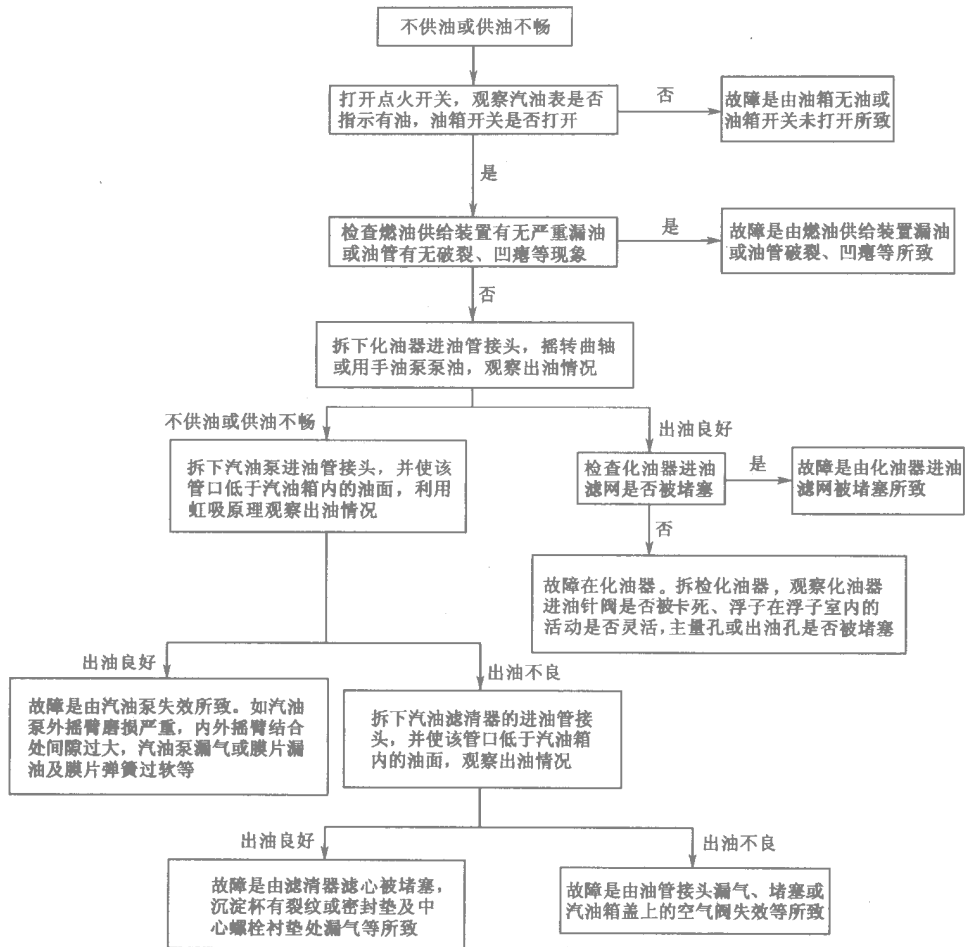 不供油或供油不畅
打开点火开关，观察汽油表是否
指示有油，油箱开关是否打开
否
故障是由油箱无油或
油箱开关未打开所致
是
检查燃油供给装置有无严重漏油
或油管有无破裂、凹瘪等现象
是
故障是由燃油供给装置漏油
或油管破裂、凹瘪等所致
否
拆下化油器进油管接头，摇转曲轴
或用手油泵泵油，观察出油情况
不供油或供油不畅
出油良好
拆下汽油泵进油管接头，并使该
管口低于汽油箱内的油面，利用
虹吸原理观察出油情况
检查化油器进油
滤网是否被堵塞
是
故障是由化油器进油
滤网被堵塞所致
否
故障在化油器。拆检化油器，观察化油器
进油针阀是否被卡死、浮子在浮子室内的
活动是否灵活，主量孔或出油孔是否被堵塞
出油良好
出油不良
故障是由汽油泵失效所致。如汽油
泵外摇臂磨损严重，内外摇臂结合
处间隙过大，汽油泵漏气或膜片漏
油及膜片弹簧过软等
拆下汽油滤清器的进油管接
头，并使该管口低于汽油箱
内的油面，观察出油情况
出油良好
出油不良
故障是由滤清器滤心被堵塞，
沉淀杯有裂纹或密封垫及中
心螺栓衬垫处漏气等所致
故障是由油管接头漏气、堵塞或
汽油箱盖上的空气阀失效等所致